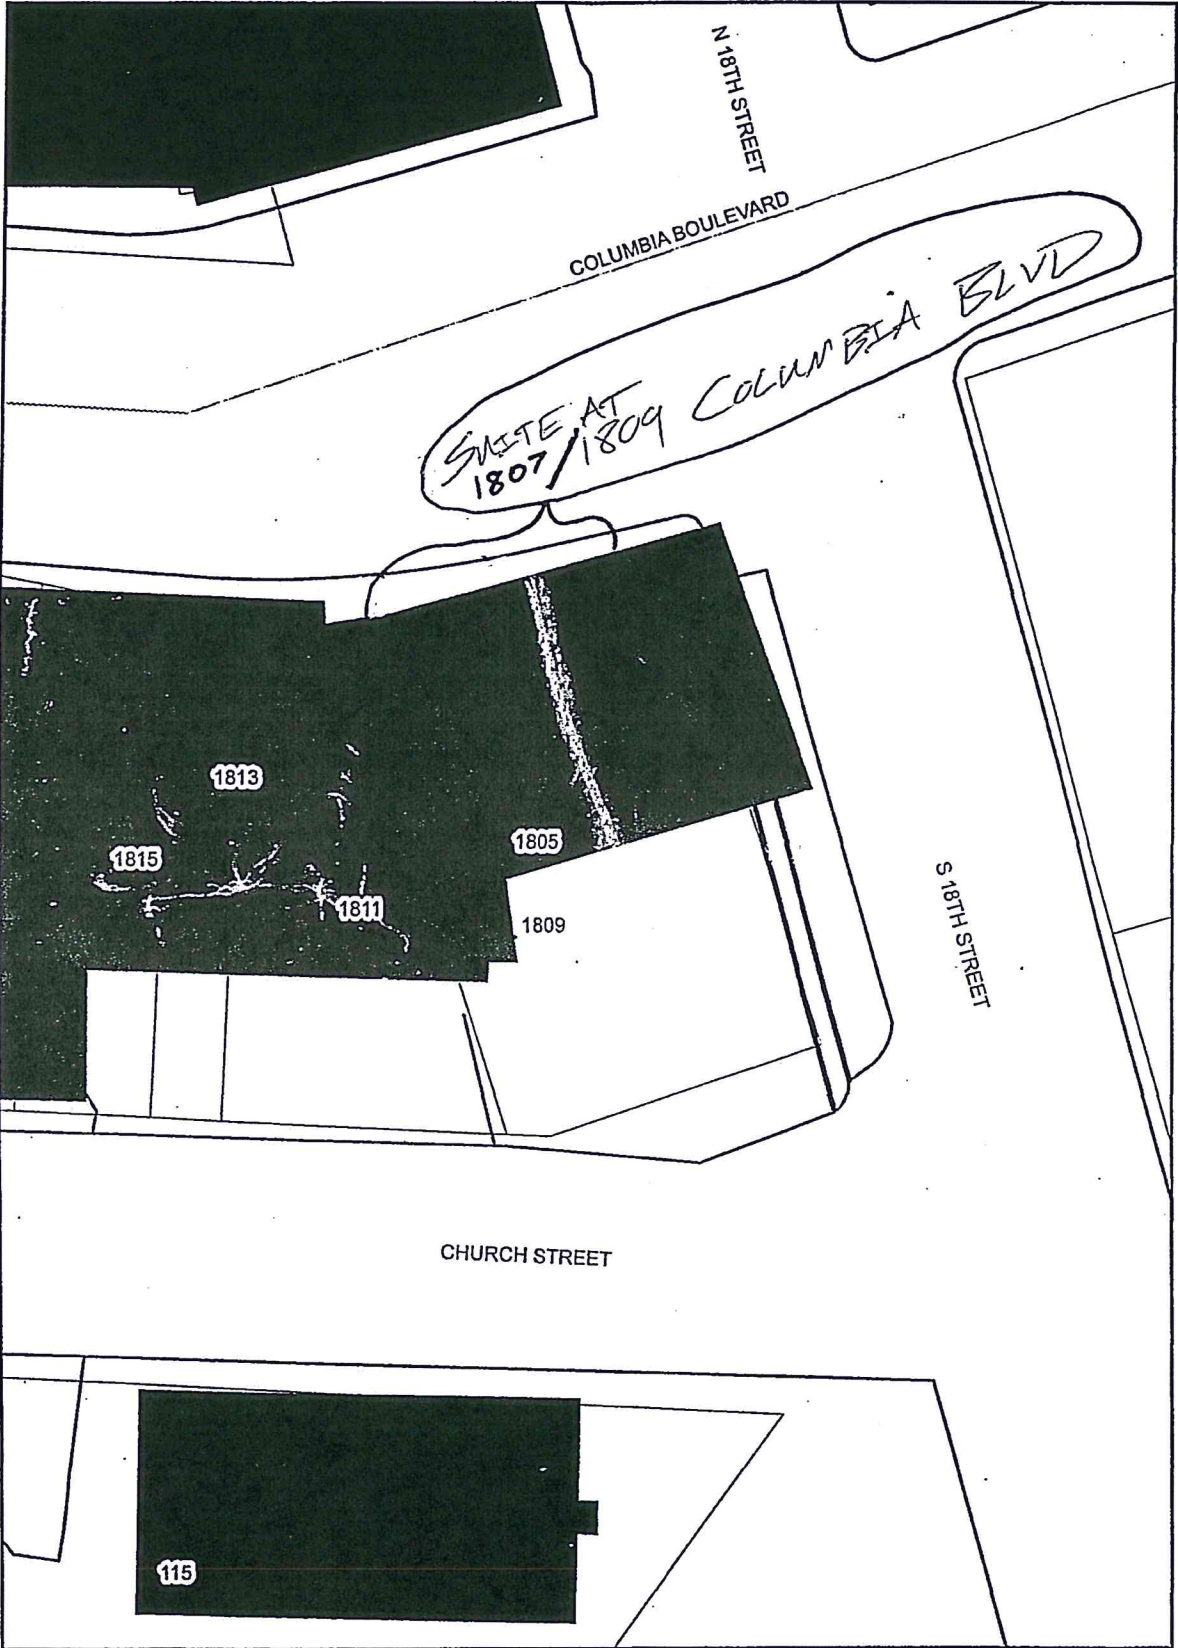 N 18TH STREET
COLUMBIA BOULEVARD
SUITE AT
1807/1809 COLUMBIA BLVD
1813
1805
1815
1811
1809
S 18TH STREET
CHURCH STREET
115